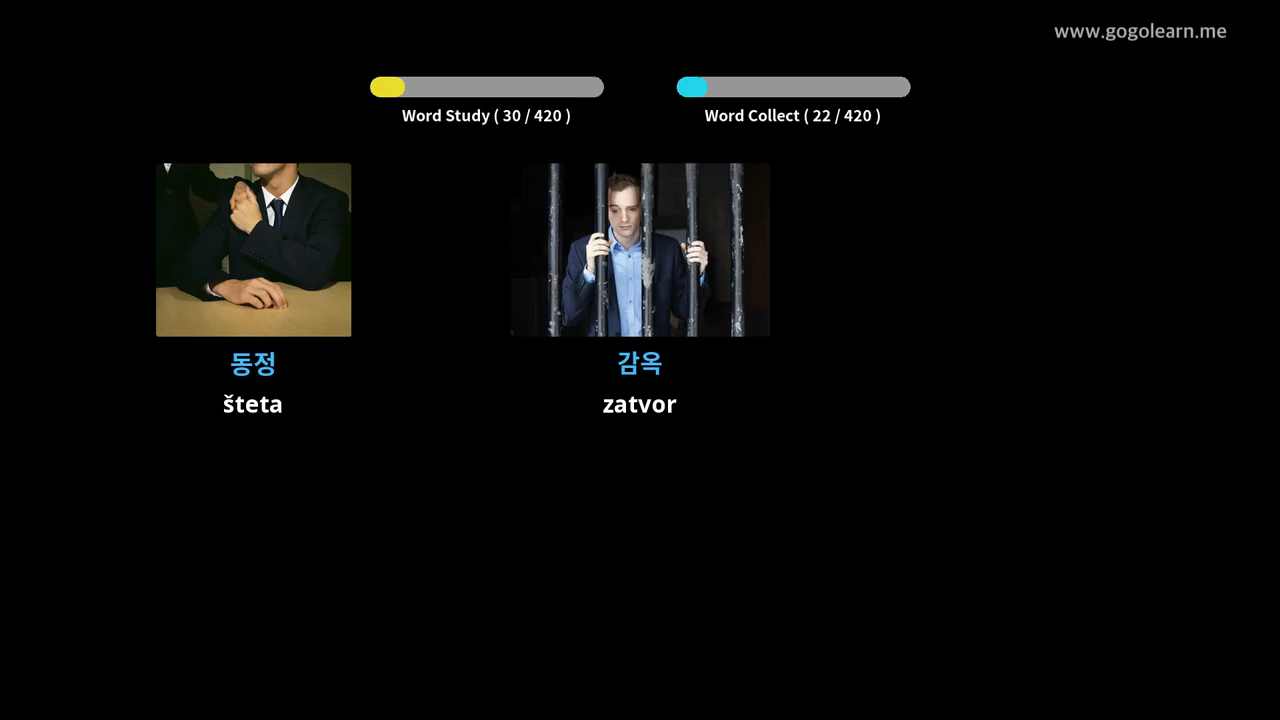 www.gogolearn.me
Word Study ( 30 / 420 )
Word Collect ( 22 / 420 )
동정
šteta
감옥
zatvor